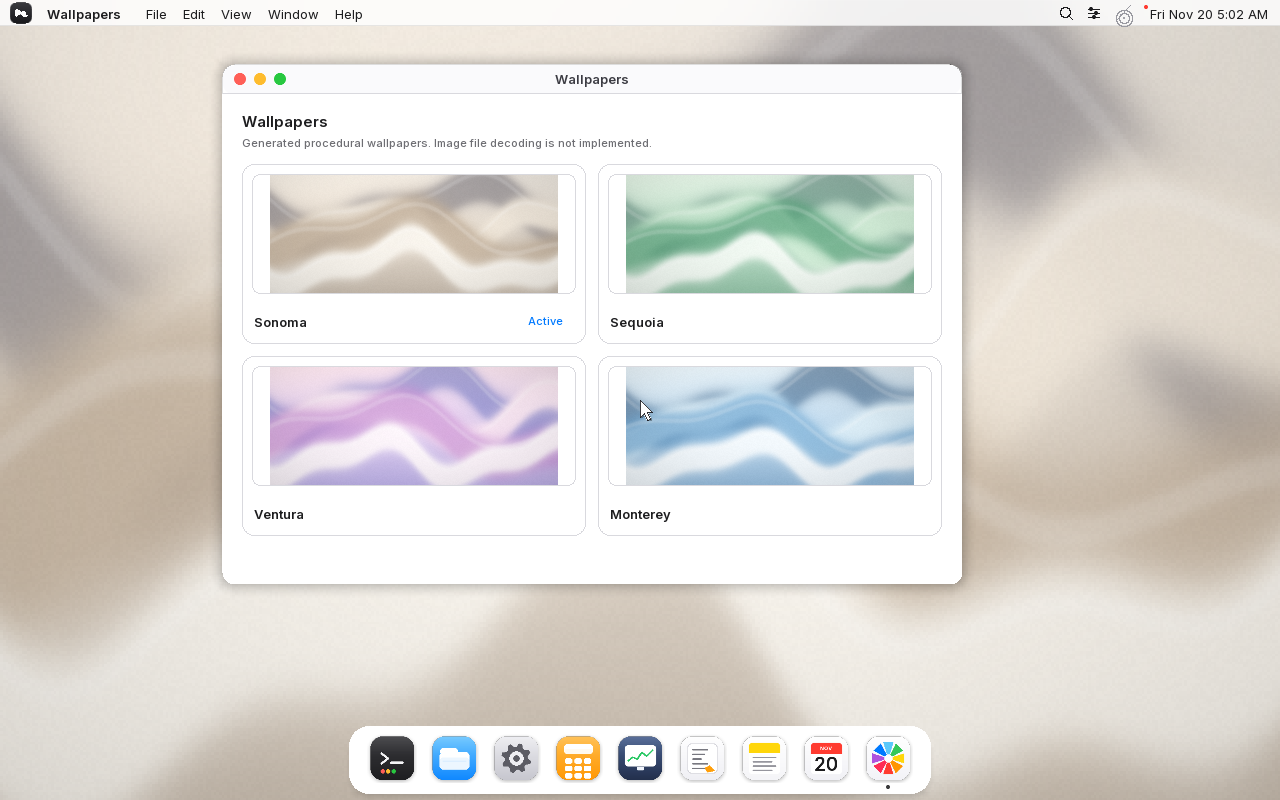 Wallpapers File Edit View Window Help Fri Nov 20 5:02 AM
Wallpapers
Wallpapers
Generated procedural wallpapers. Image file decoding is not implemented.
Sonoma Active
Sequoia
Ventura
Monterey
NOV
20